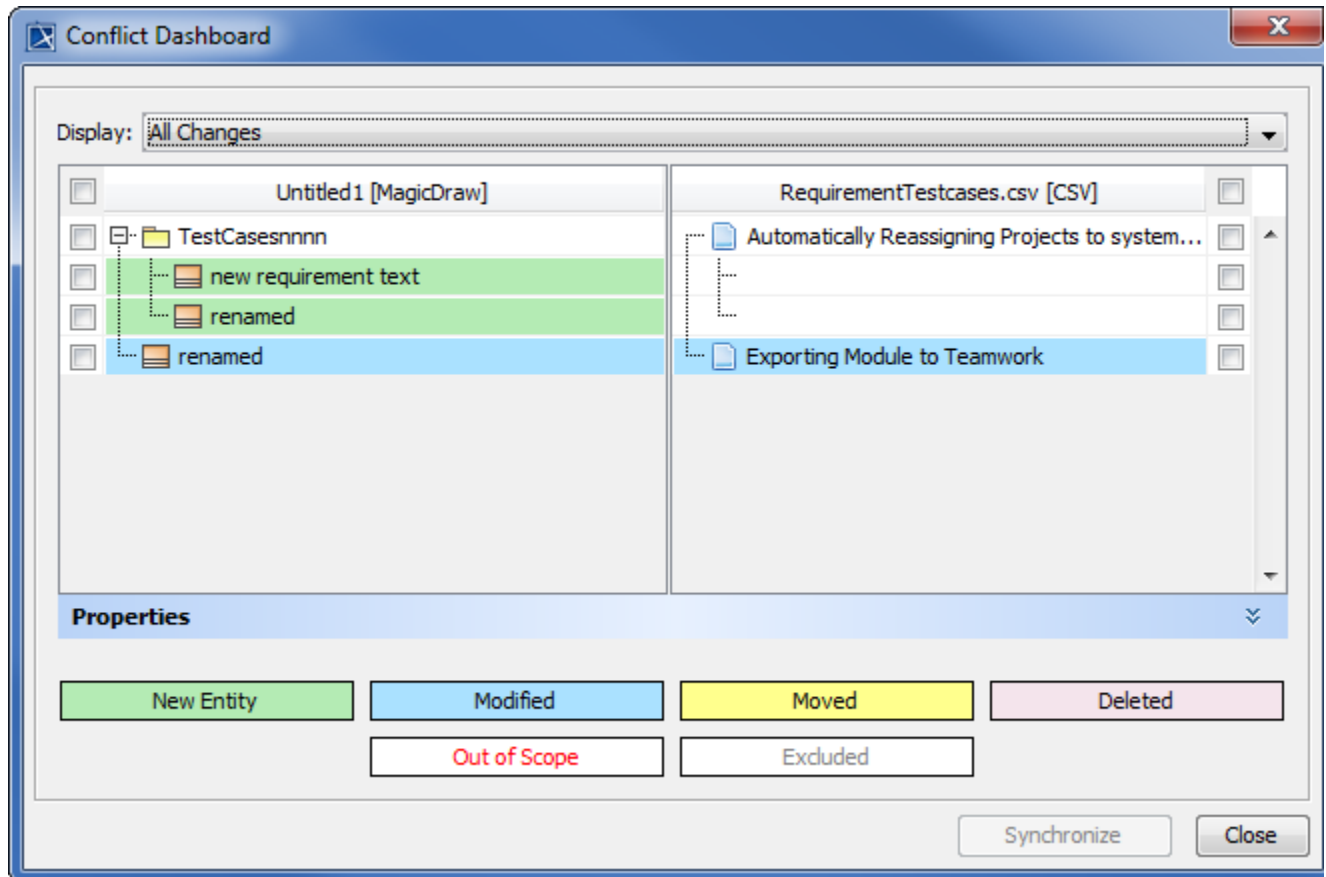 Conflict Dashboard
Display: All Changes
Untitled1 [MagicDraw] RequirementTestcases.csv [CSV]
TestCasesnnnn Automatically Reassigning Projects to system...
new requirement text
renamed
renamed Exporting Module to Teamwork
Properties
New Entity Modified Moved Deleted
Out of Scope Excluded
Synchronize Close